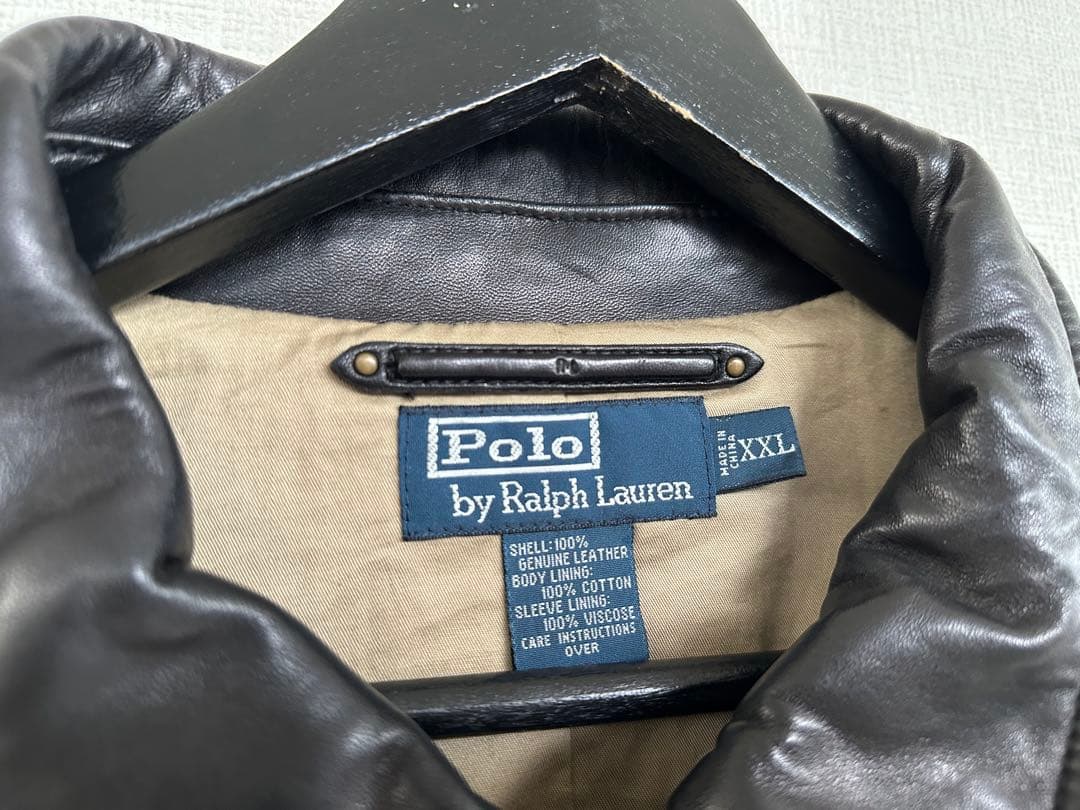 Polo
by Ralph Lauren
MADE IN
CHINA
XXL
SHELL:100%
GENUINE LEATHER
BODY LINING:
100% COTTON
SLEEVE LINING:
100% VISCOSE
CARE INSTRUCTIONS
OVER